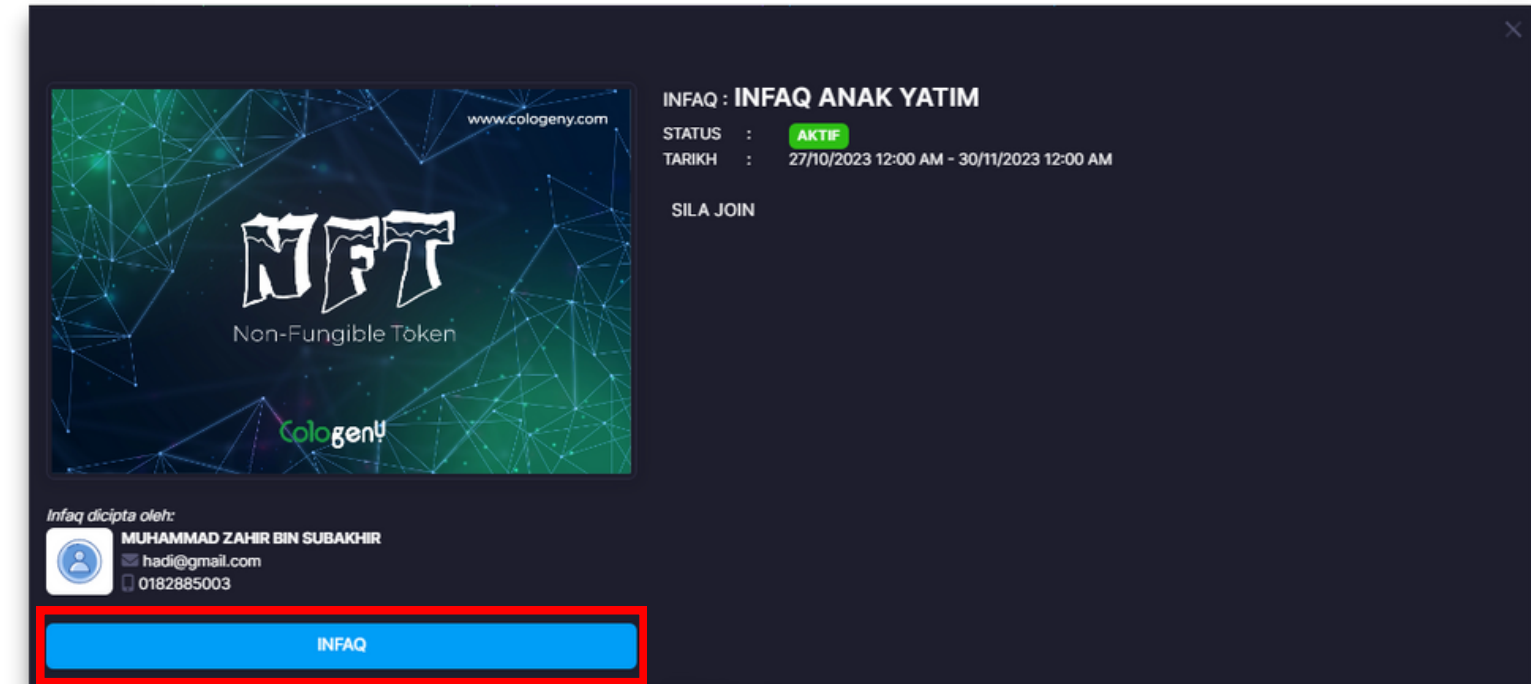 www.cologeny.com
NFT
Non-Fungible Token
Cologeny
INFAQ : INFAQ ANAK YATIM
STATUS : AKTIF
TARIKH : 27/10/2023 12:00 AM - 30/11/2023 12:00 AM
SILA JOIN
Infaq dicipta oleh:
MUHAMMAD ZAHIR BIN SUBAKHIR
hadi@gmail.com
0182885003
INFAQ